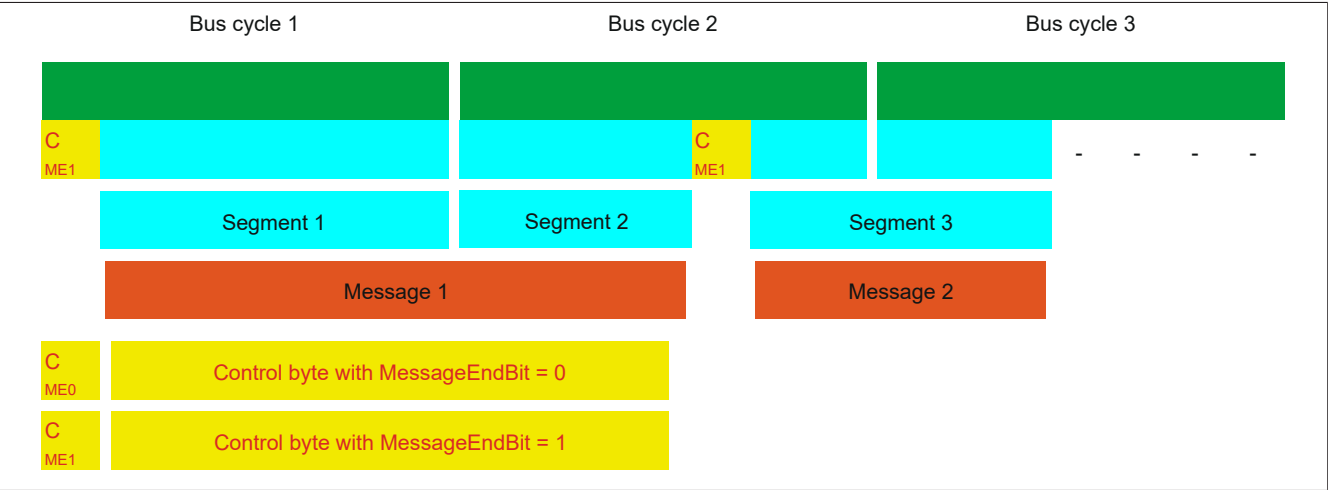 Bus cycle 1 Bus cycle 2 Bus cycle 3
C C
ME1 ME1 - - - -
Segment 1 Segment 2 Segment 3
Message 1 Message 2
C
ME0 Control byte with MessageEndBit = 0
C
ME1 Control byte with MessageEndBit = 1